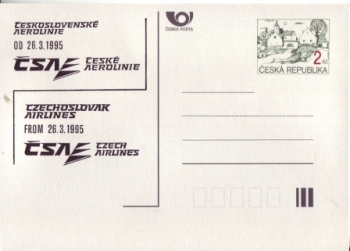 ČESKOSLOVENSKÉ
AEROLINIE
OD 26.3.1995
ČSA ČESKÉ
AEROLINIE
CZECHOSLOVAK
AIRLINES
FROM 26.3.1995
ČSA CZECH
AIRLINES
ČESKÁ POŠTA
2 Kč
ČESKÁ REPUBLIKA